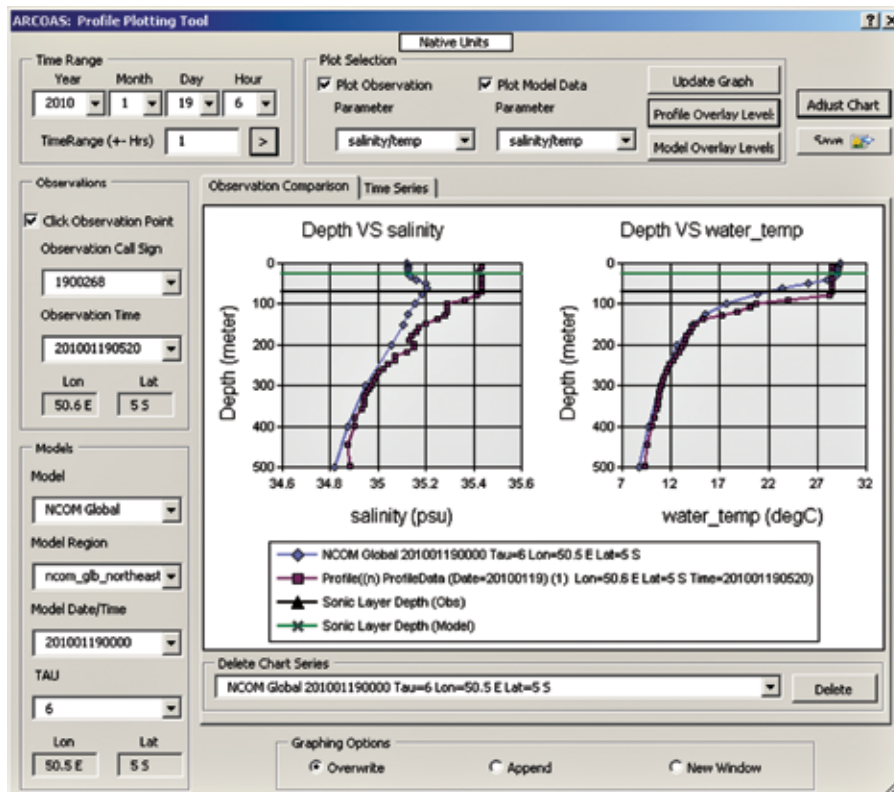 ARCOAS: Profile Plotting Tool
Native Units
Time Range
Year Month Day Hour
2010 1 19 6
TimeRange (+- Hrs) 1 >
Plot Selection
Plot Observation Plot Model Data
Parameter Parameter
salinity/temp salinity/temp
Update Graph
Profile Overlay Level:
Model Overlay Levels
Adjust Chart
Save
Observations
Click Observation Point
Observation Call Sign
1900268
Observation Time
201001190520
Lon Lat
50.6 E 5 S
Models
Model
NCOM Global
Model Region
ncom_glb_northeast
Model Date/Time
201001190000
TAU
6
Lon Lat
50.5 E 5 S
Observation Comparison Time Series
Depth VS salinity
Depth (meter)
0
100
200
300
400
500
34.6 34.8 35 35.2 35.4 35.6
salinity (psu)
Depth VS water_temp
Depth (meter)
0
100
200
300
400
500
7 12 17 22 27 32
water_temp (degC)
NCOM Global 201001190000 Tau=6 Lon=50.5 E Lat=5 S
Profile((n) ProfileData (Date=20100119) (1) Lon=50.6 E Lat=5 S Time=201001190520)
Sonic Layer Depth (Obs)
Sonic Layer Depth (Model)
Delete Chart Series
NCOM Global 201001190000 Tau=6 Lon=50.5 E Lat=5 S
Delete
Graphing Options
Overwrite Append New Window